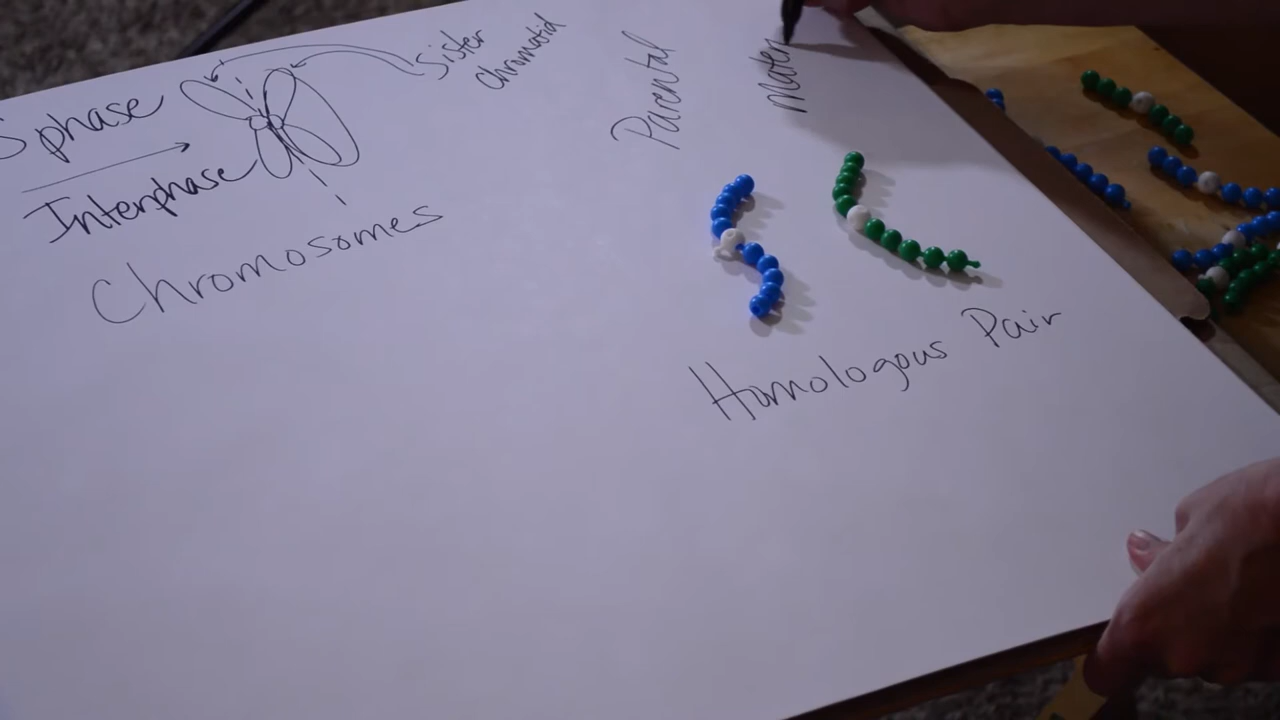 S phase
Interphase
Chromosomes
Sister
chromatid
Parental
Mater
Homologous Pair